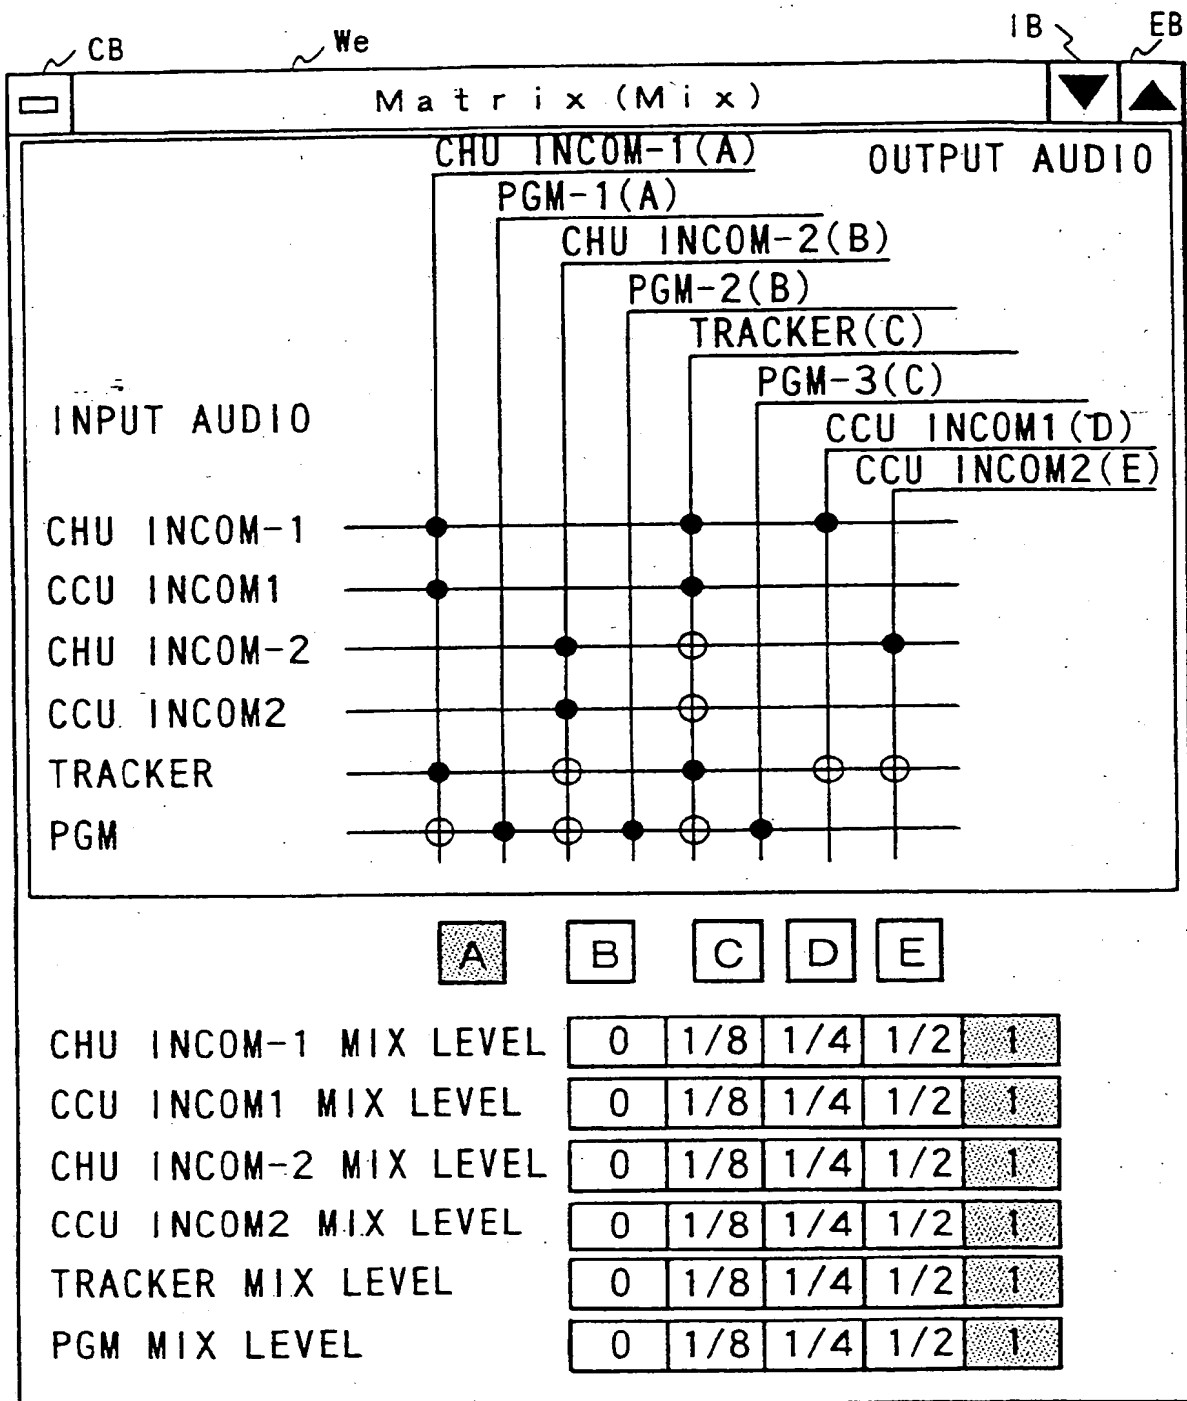 CB We IB EB
Matrix (Mix)
CHU INCOM-1(A) OUTPUT AUDIO
PGM-1(A)
CHU INCOM-2(B)
PGM-2(B)
TRACKER(C)
PGM-3(C)
INPUT AUDIO
CCU INCOM1(D)
CCU INCOM2(E)
CHU INCOM-1
CCU INCOM1
CHU INCOM-2
CCU INCOM2
TRACKER
PGM
A B C D E
CHU INCOM-1 MIX LEVEL 0 1/8 1/4 1/2 1
CCU INCOM1 MIX LEVEL 0 1/8 1/4 1/2 1
CHU INCOM-2 MIX LEVEL 0 1/8 1/4 1/2 1
CCU INCOM2 MIX LEVEL 0 1/8 1/4 1/2 1
TRACKER MIX LEVEL 0 1/8 1/4 1/2 1
PGM MIX LEVEL 0 1/8 1/4 1/2 1